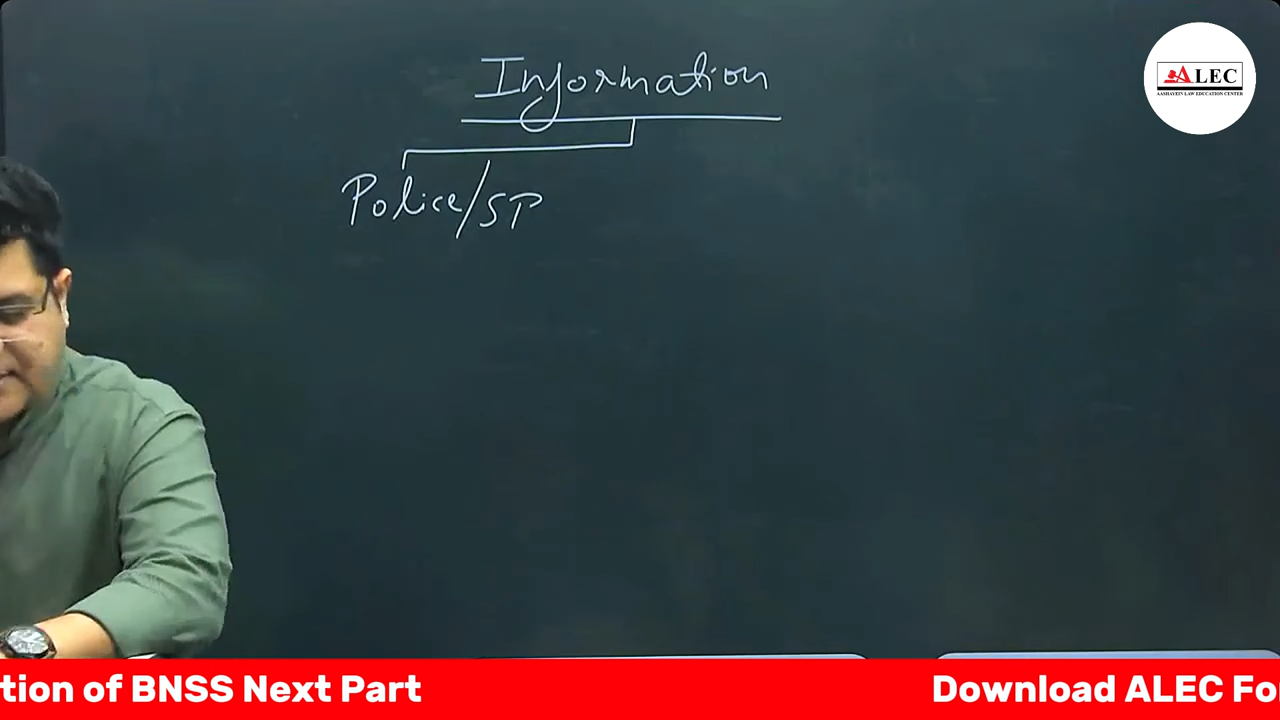 Information
Police/SP
ALEC
AASHAYEIN LAW EDUCATION CENTER
tion of BNSS Next Part
Download ALEC Fo